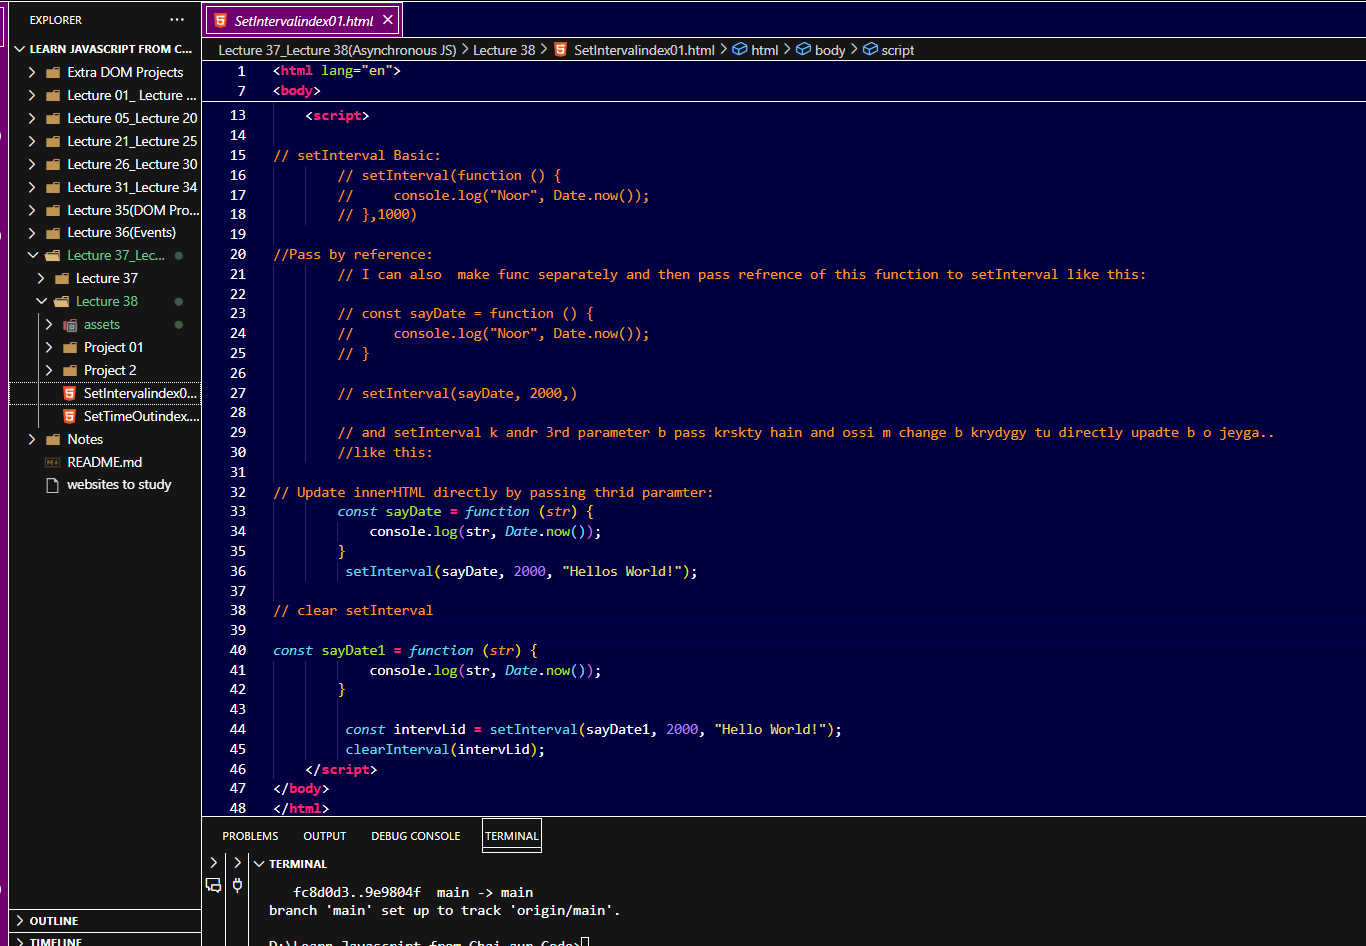 EXPLORER
LEARN JAVASCRIPT FROM C...
Extra DOM Projects
Lecture 01_ Lecture ...
Lecture 05_Lecture 20
Lecture 21_Lecture 25
Lecture 26_Lecture 30
Lecture 31_Lecture 34
Lecture 35(DOM Pro...
Lecture 36(Events)
Lecture 37_Lec...
Lecture 37
Lecture 38
assets
Project 01
Project 2
SetIntervalindex0...
SetTimeOutindex....
Notes
README.md
websites to study
OUTLINE
TIMELINE
SetIntervalindex01.html
Lecture 37_Lecture 38(Asynchronous JS) > Lecture 38 > SetIntervalindex01.html > html > body > script
1 <html lang="en">
7 <body>
13 <script>
14
15 // setInterval Basic:
16 // setInterval(function () {
17 // console.log("Noor", Date.now());
18 // },1000)
19
20 //Pass by reference:
21 // I can also  make func separately and then pass refrence of this function to setInterval like this:
22
23 // const sayDate = function () {
24 // console.log("Noor", Date.now());
25 // }
26
27 // setInterval(sayDate, 2000,)
28
29 // and setInterval k andr 3rd parameter b pass krskty hain and ossi m change b krydygy tu directly upadte b o jeyga..
30 //like this:
31
32 // Update innerHTML directly by passing thrid paramter:
33 const sayDate = function (str) {
34 console.log(str, Date.now());
35 }
36 setInterval(sayDate, 2000, "Hellos World!");
37
38 // clear setInterval
39
40 const sayDate1 = function (str) {
41 console.log(str, Date.now());
42 }
43
44 const intervLid = setInterval(sayDate1, 2000, "Hello World!");
45 clearInterval(intervLid);
46 </script>
47 </body>
48 </html>
PROBLEMS OUTPUT DEBUG CONSOLE TERMINAL
TERMINAL
fc8d0d3..9e9804f  main -> main
branch 'main' set up to track 'origin/main'.
D:\Learn Javascript from Chai aur Code>